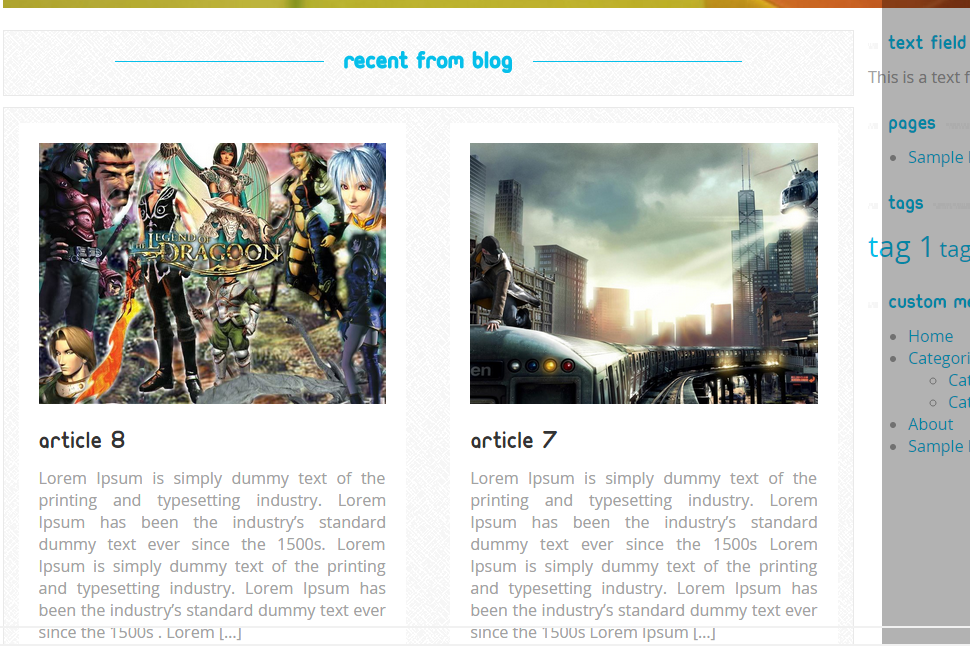 recent from blog
LEGEND OF
DRAGOON
article 8
Lorem Ipsum is simply dummy text of the
printing and typesetting industry. Lorem
Ipsum has been the industry’s standard
dummy text ever since the 1500s. Lorem
Ipsum is simply dummy text of the printing
and typesetting industry. Lorem Ipsum has
been the industry’s standard dummy text ever
since the 1500s . Lorem [...]
en
article 7
Lorem Ipsum is simply dummy text of the
printing and typesetting industry. Lorem
Ipsum has been the industry’s standard
dummy text ever since the 1500s Lorem
Ipsum is simply dummy text of the printing
and typesetting industry. Lorem Ipsum has
been the industry’s standard dummy text ever
since the 1500s Lorem Ipsum [...]
text field
This is a text f
pages
Sample
tags
tag 1 tag
custom me
Home
Categori
Cat
Cat
About
Sample